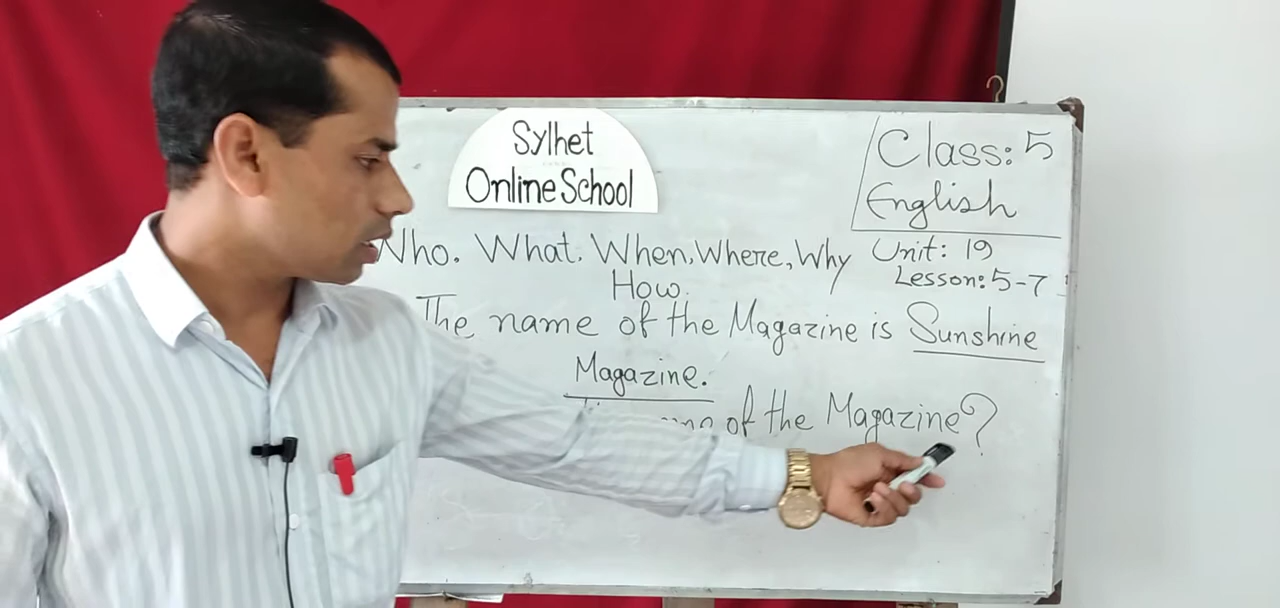 Sylhet
Online School
Class: 5
English
Who. What. When, Where, Why
How.
Unit: 19
Lesson: 5-7
The name of the Magazine is Sunshine
Magazine.
of the Magazine?